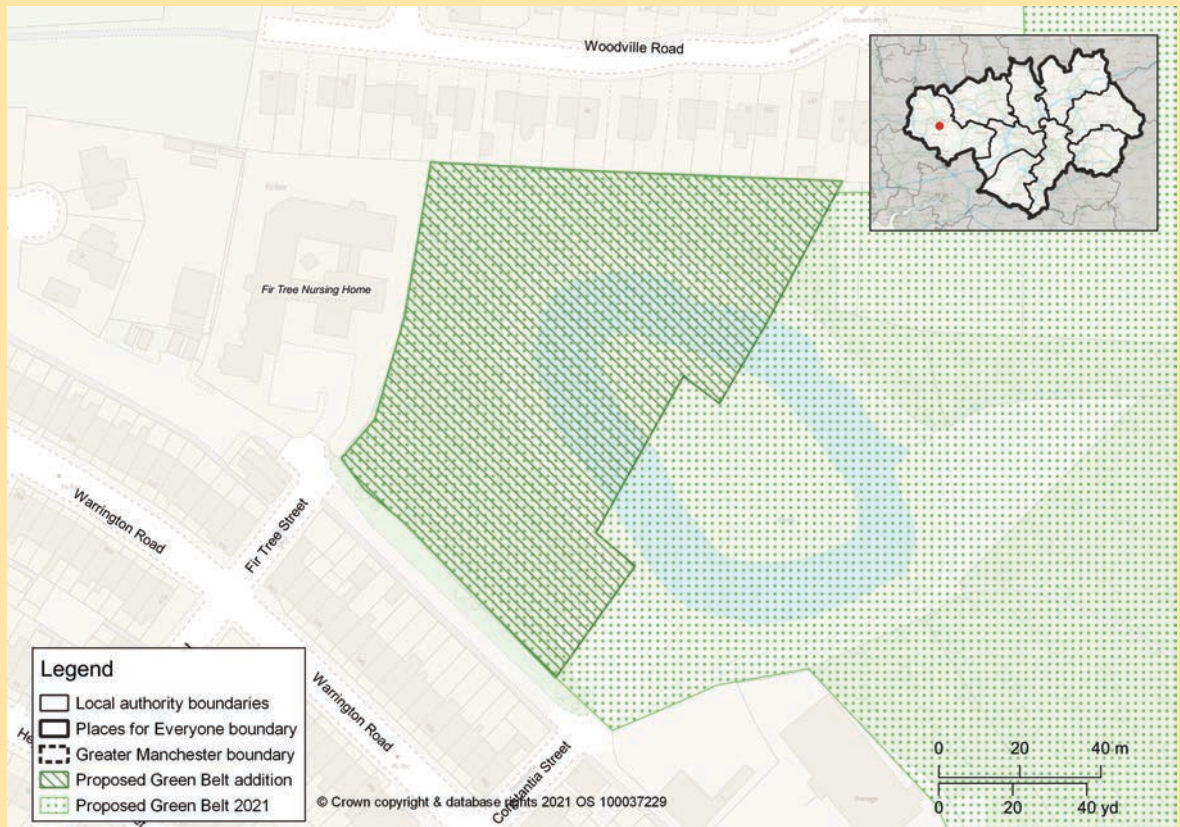 Woodville Road
Fir Tree Nursing Home
Warrington Road
Fir Tree Street
Warrington Road
Constantia Street
Legend
Local authority boundaries
Places for Everyone boundary
Greater Manchester boundary
Proposed Green Belt addition
Proposed Green Belt 2021
© Crown copyright & database rights 2021 OS 100037229
0 20 40 m
0 20 40 yd